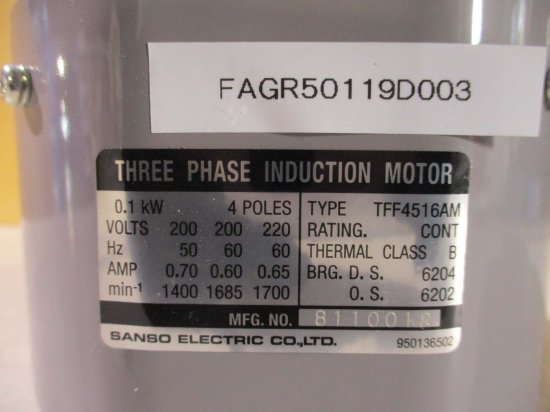 FAGR50119D003
THREE PHASE INDUCTION MOTOR
0.1 kW 4 POLES
VOLTS 200 200 220
Hz 50 60 60
AMP 0.70 0.60 0.65
min-1 1400 1685 1700
TYPE TFF4516AM
RATING. CONT
THERMAL CLASS B
BRG. D. S. 6204
O. S. 6202
MFG. NO.
SANSO ELECTRIC CO.,LTD. 950136502